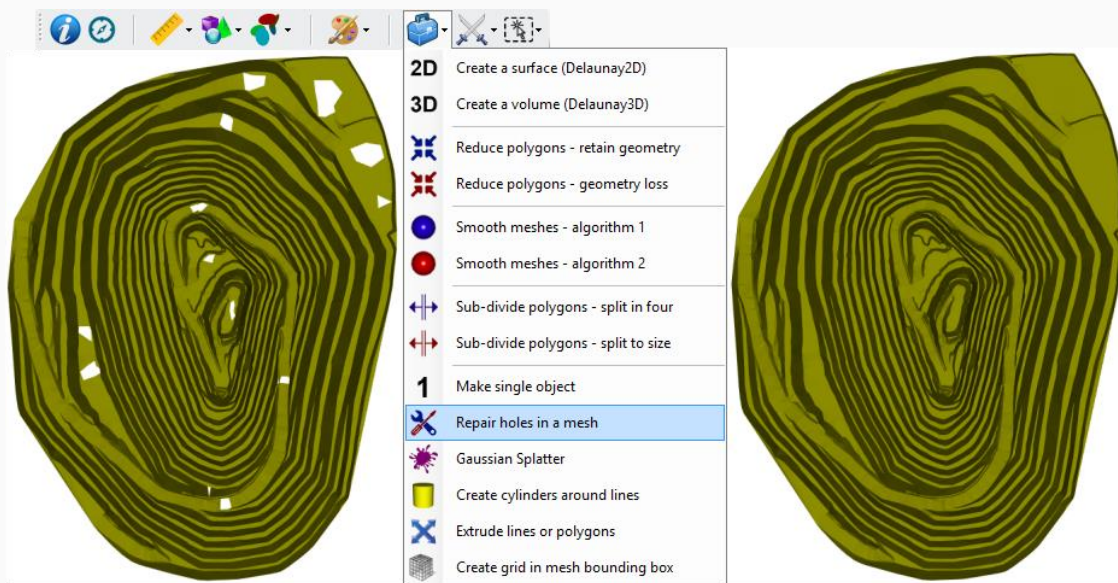 2D Create a surface (Delaunay2D)
3D Create a volume (Delaunay3D)
Reduce polygons - retain geometry
Reduce polygons - geometry loss
Smooth meshes - algorithm 1
Smooth meshes - algorithm 2
Sub-divide polygons - split in four
Sub-divide polygons - split to size
1 Make single object
Repair holes in a mesh
Gaussian Splatter
Create cylinders around lines
Extrude lines or polygons
Create grid in mesh bounding box